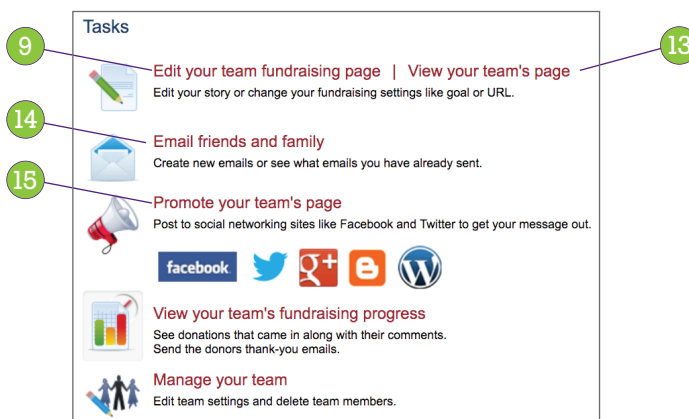 Tasks
9
13
Edit your team fundraising page | View your team's page
Edit your story or change your fundraising settings like goal or URL.
14
Email friends and family
Create new emails or see what emails you have already sent.
15
Promote your team's page
Post to social networking sites like Facebook and Twitter to get your message out.
facebook. g+ B W
View your team's fundraising progress
See donations that came in along with their comments.
Send the donors thank-you emails.
Manage your team
Edit team settings and delete team members.